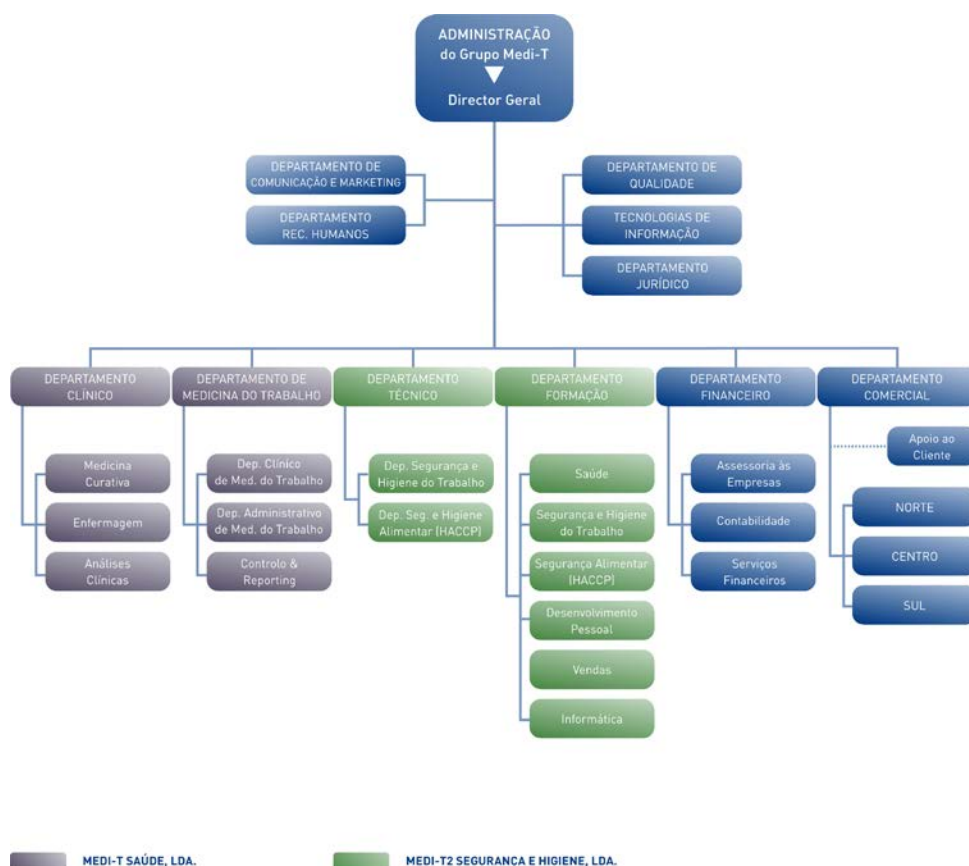 ADMINISTRAÇÃO
do Grupo Medi-T
Director Geral
DEPARTAMENTO DE
COMUNICAÇÃO E MARKETING
DEPARTAMENTO
REC. HUMANOS
DEPARTAMENTO DE
QUALIDADE
TECNOLOGIAS DE
INFORMAÇÃO
DEPARTAMENTO
JURÍDICO
DEPARTAMENTO
CLÍNICO
DEPARTAMENTO DE
MEDICINA DO TRABALHO
DEPARTAMENTO
TÉCNICO
DEPARTAMENTO
FORMAÇÃO
DEPARTAMENTO
FINANCEIRO
DEPARTAMENTO
COMERCIAL
Medicina
Curativa
Enfermagem
Análises
Clínicas
Dep. Clínico
de Med. do Trabalho
Dep. Administrativo
de Med. do Trabalho
Controlo &
Reporting
Dep. Segurança e
Higiene do Trabalho
Dep. Seg. e Higiene
Alimentar (HACCP)
Saúde
Segurança e Higiene
do Trabalho
Segurança Alimentar
(HACCP)
Desenvolvimento
Pessoal
Vendas
Informática
Assessoria às
Empresas
Contabilidade
Serviços
Financeiros
Apoio ao
Cliente
NORTE
CENTRO
SUL
MEDI-T SAÚDE, LDA.
MEDI-T2 SEGURANÇA E HIGIENE, LDA.